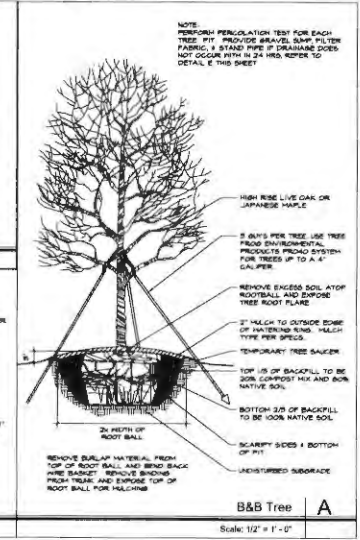 NOTE:
PERFORM PERCOLATION TEST FOR EACH
TREE PIT. PROVIDE GRAVEL SUMP, FILTER
FABRIC, & STAND PIPE IF DRAINAGE DOES
NOT OCCUR WITH IN 24 HRS, REFER TO
DETAIL E THIS SHEET
HIGH RISE LIVE OAK OR
JAPANESE MAPLE
3 GUYS PER TREE. USE TREE
FROG ENVIRONMENTAL
PRODUCTS PROMO SYSTEM
FOR TREES UP TO A 4"
CALIPER.
REMOVE EXCESS SOIL ATOP
ROOTBALL AND EXPOSE
TREE ROOT FLARE
2" MULCH TO OUTSIDE EDGE
OF WATERING RING. MULCH
TYPE PER SPECS.
TEMPORARY TREE SAUCER
TOP 1/3 OF BACKFILL TO BE
20% COMPOST MIX AND 80%
NATIVE SOIL
BOTTOM 2/3 OF BACKFILL
TO BE 100% NATIVE SOIL
SCARIFY SIDES & BOTTOM
OF PIT
UNDISTURBED SUBGRADE
2x WIDTH OF
ROOT BALL
REMOVE BURLAP MATERIAL FROM
TOP OF ROOT BALL AND BEND BACK
WIRE BASKET. REMOVE BINDING
FROM TRUNK AND EXPOSE TOP OF
ROOT BALL FOR MULCHING
B&B Tree
A
Scale: 1/2" = 1' - 0"